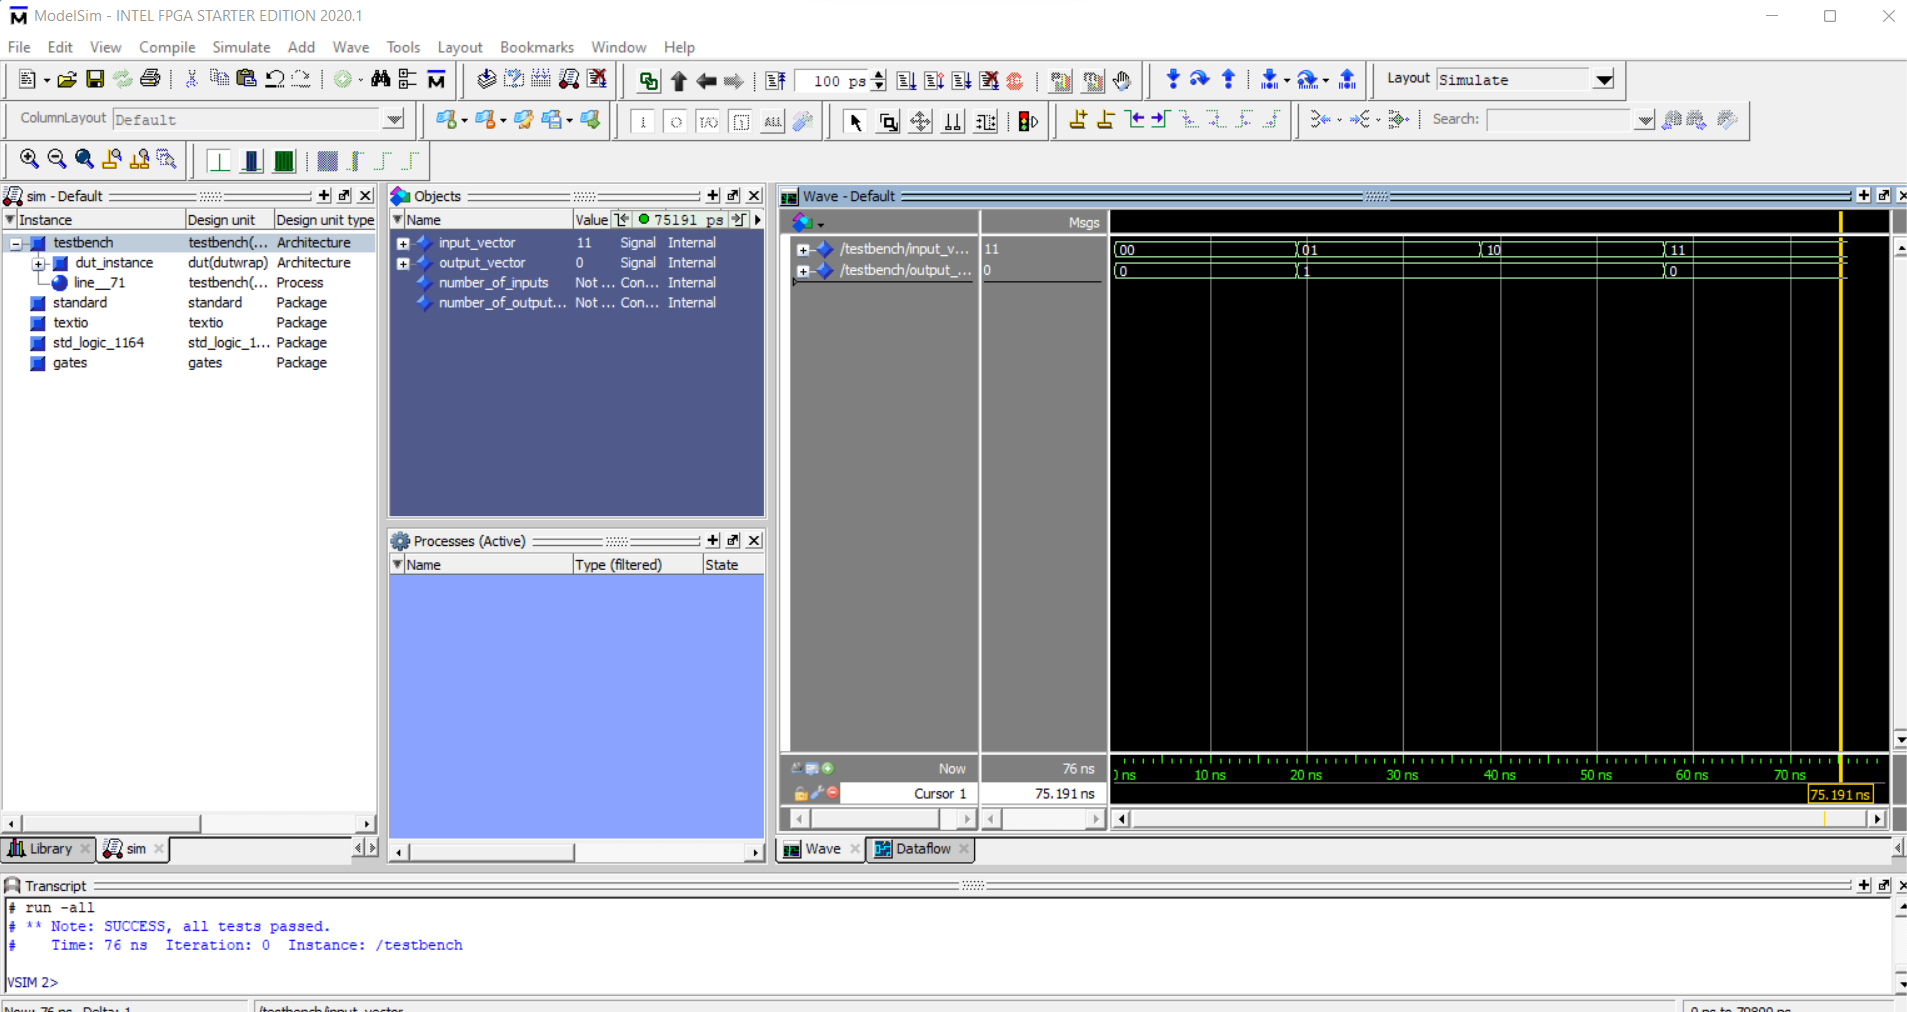 ModelSim - INTEL FPGA STARTER EDITION 2020.1
File Edit View Compile Simulate Add Wave Tools Layout Bookmarks Window Help
100 ps
Layout Simulate
ColumnLayout Default
Search:
sim - Default
Instance Design unit Design unit type
testbench testbench(... Architecture
dut_instance dut(dutwrap) Architecture
line__71 testbench(... Process
standard standard Package
textio textio Package
std_logic_1164 std_logic_1... Package
gates gates Package
Library sim
Objects
Name Value 75191 ps
input_vector 11 Signal Internal
output_vector 0 Signal Internal
number_of_inputs Not ... Con... Internal
number_of_output... Not ... Con... Internal
Processes (Active)
Name Type (filtered) State
Wave - Default
Msgs
/testbench/input_v... 11 00 01 10 11
/testbench/output_... 0 0 1 0
Now 76 ns ns 10 ns 20 ns 30 ns 40 ns 50 ns 60 ns 70 ns
Cursor 1 75.191 ns 75.191 ns
Wave Dataflow
Transcript
# run -all
# ** Note: SUCCESS, all tests passed.
# Time: 76 ns Iteration: 0 Instance: /testbench
VSIM 2>
Now: 76 ns Delta: 1 /testbench/input_vector 0 ps to 79800 ps